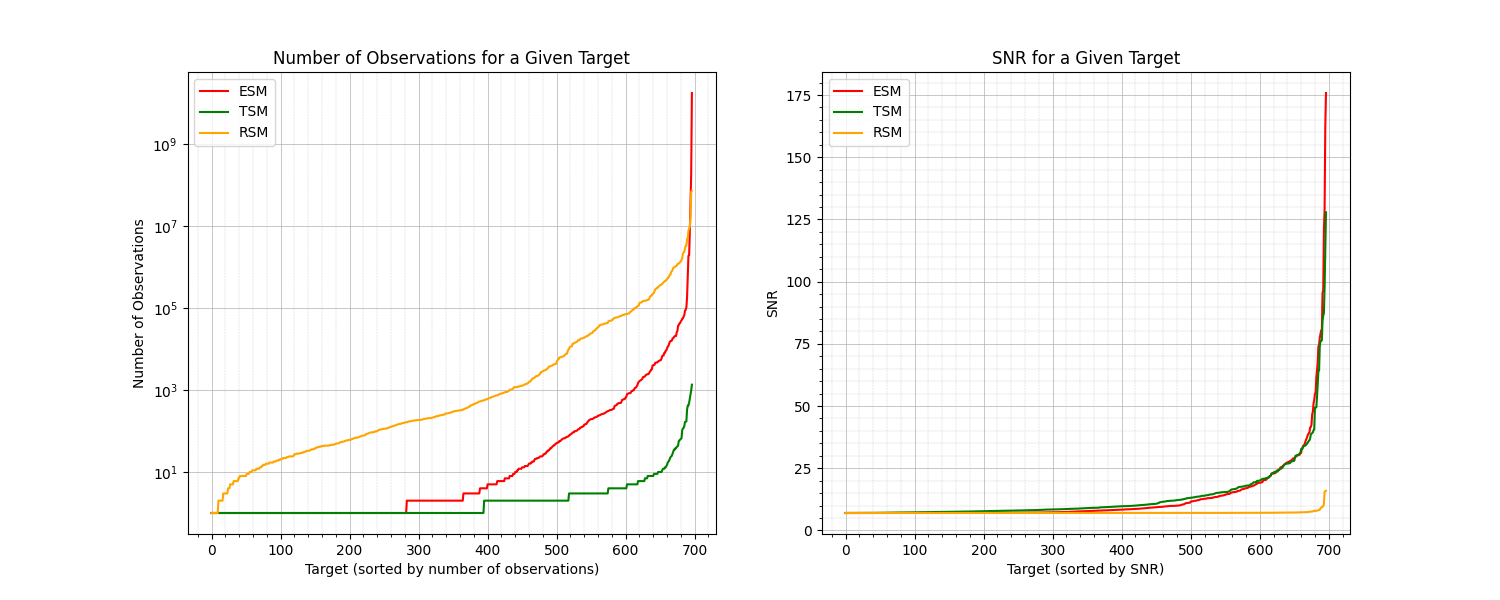 Number of Observations for a Given Target
ESM
TSM
RSM
Number of Observations
10^9
10^7
10^5
10^3
10^1
0 100 200 300 400 500 600 700
Target (sorted by number of observations)
SNR for a Given Target
ESM
TSM
RSM
SNR
175
150
125
100
75
50
25
0
0 100 200 300 400 500 600 700
Target (sorted by SNR)